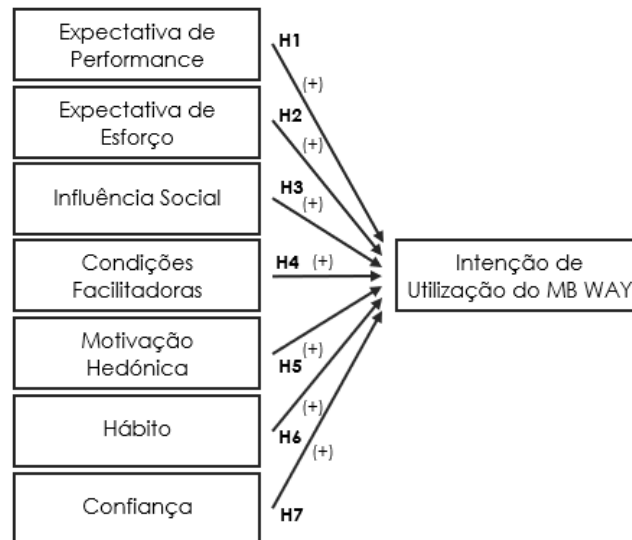 Expectativa de
Performance
H1
(+)
Expectativa de
Esforço
H2
(+)
Influência Social
H3
(+)
Condições
Facilitadoras
H4
(+)
Intenção de
Utilização do MB WAY
Motivação
Hedónica
(+)
H5
Hábito
(+)
H6
(+)
Confiança
H7